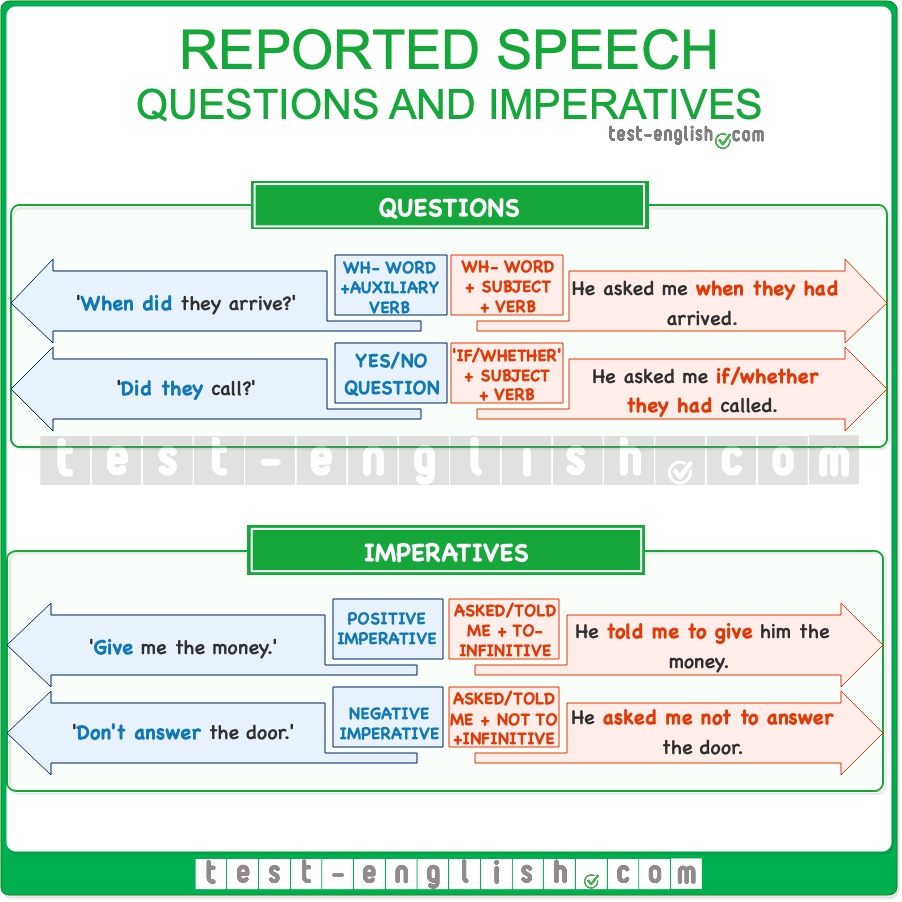 REPORTED SPEECH
QUESTIONS AND IMPERATIVES
test-english.com
QUESTIONS
'When did they arrive?'
WH- WORD
+AUXILIARY
VERB
WH- WORD
+ SUBJECT
+ VERB
He asked me when they had
arrived.
'Did they call?'
YES/NO
QUESTION
'IF/WHETHER'
+ SUBJECT
+ VERB
He asked me if/whether
they had called.
test-english.com
IMPERATIVES
'Give me the money.'
POSITIVE
IMPERATIVE
ASKED/TOLD
ME + TO-
INFINITIVE
He told me to give him the
money.
'Don't answer the door.'
NEGATIVE
IMPERATIVE
ASKED/TOLD
ME + NOT TO
+INFINITIVE
He asked me not to answer
the door.
test-english.com